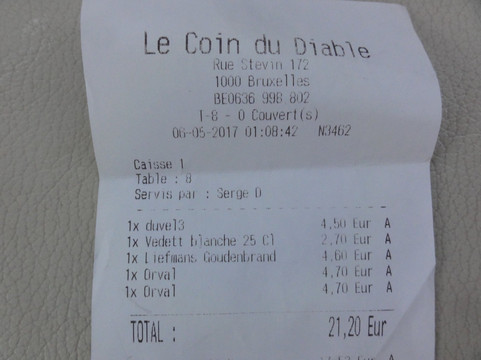 Le Coin du Diable
Rue Stevin 172
1000 Bruxelles
BE0636 998 802
T-8 - 0 Couvert(s)
06-05-2017 01:08:42 N3462
Caisse 1
Table : 8
Servis par : Serge D
1x duvel3 4,50 Eur A
1x Vedett blanche 25 Cl 2,70 Eur A
1x Liefmans Goudenbrand 4,60 Eur A
1x Orval 4,70 Eur A
1x Orval 4,70 Eur A
TOTAL : 21,20 Eur